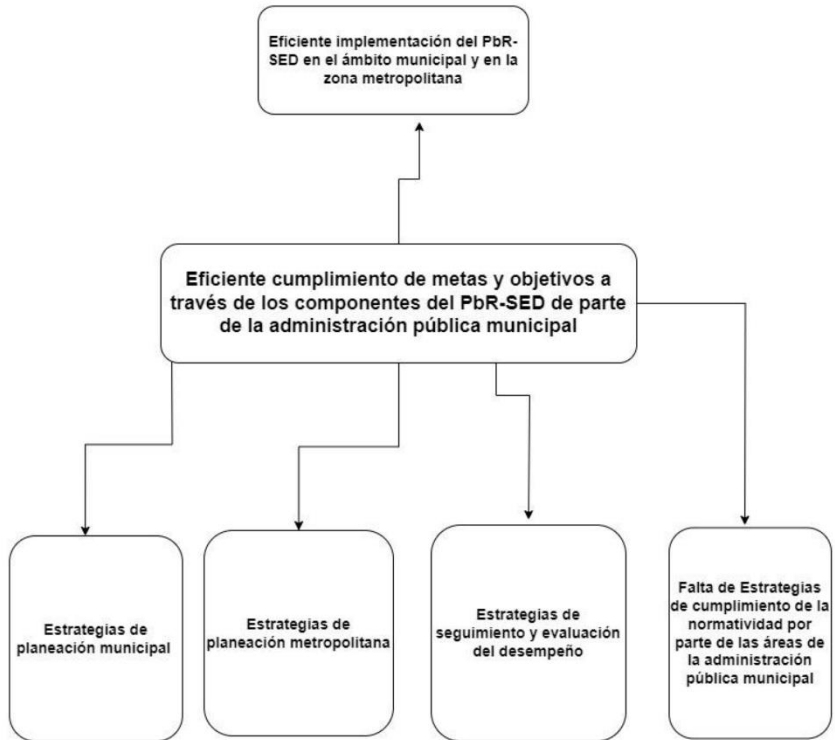 Eficiente implementación del PbR-
SED en el ámbito municipal y en la
zona metropolitana
Eficiente cumplimiento de metas y objetivos a
través de los componentes del PbR-SED de parte
de la administración pública municipal
Estrategias de
planeación municipal
Estrategias de
planeación metropolitana
Estrategias de
seguimiento y evaluación
del desempeño
Falta de Estrategias
de cumplimiento de la
normatividad por
parte de las áreas de
la administración
pública municipal